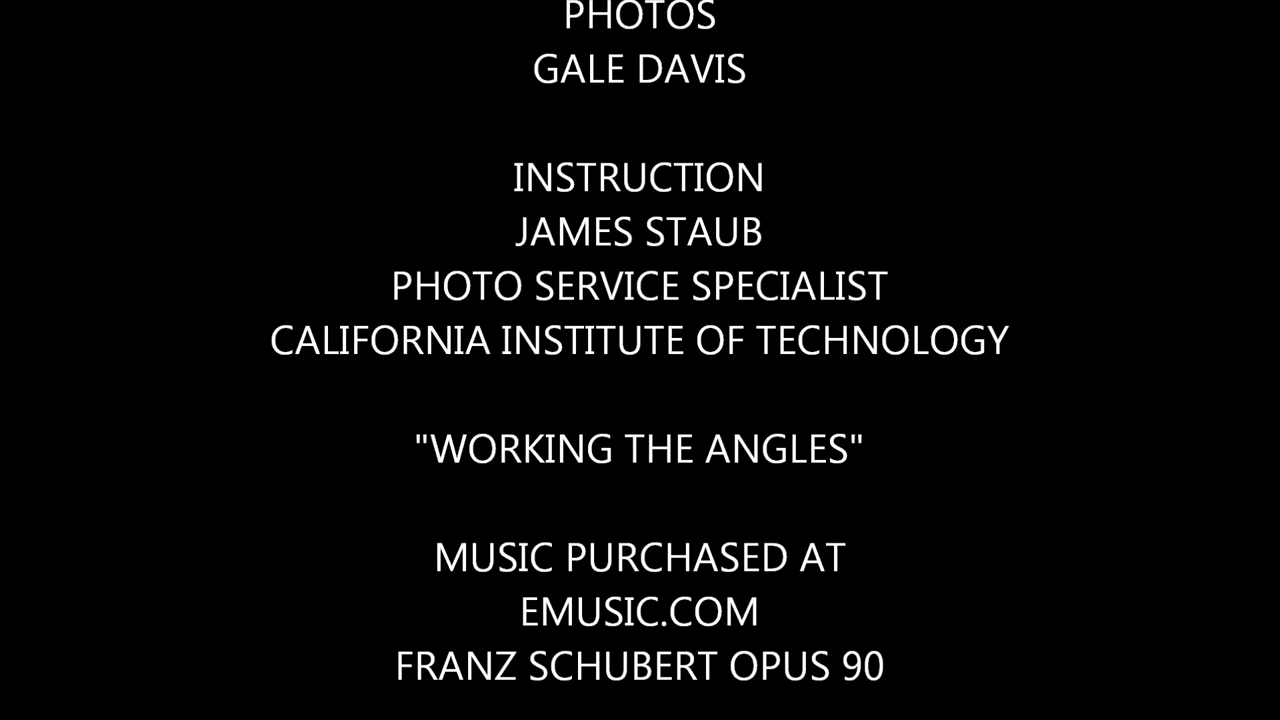 PHOTOS
GALE DAVIS
INSTRUCTION
JAMES STAUB
PHOTO SERVICE SPECIALIST
CALIFORNIA INSTITUTE OF TECHNOLOGY
"WORKING THE ANGLES"
MUSIC PURCHASED AT
EMUSIC.COM
FRANZ SCHUBERT OPUS 90